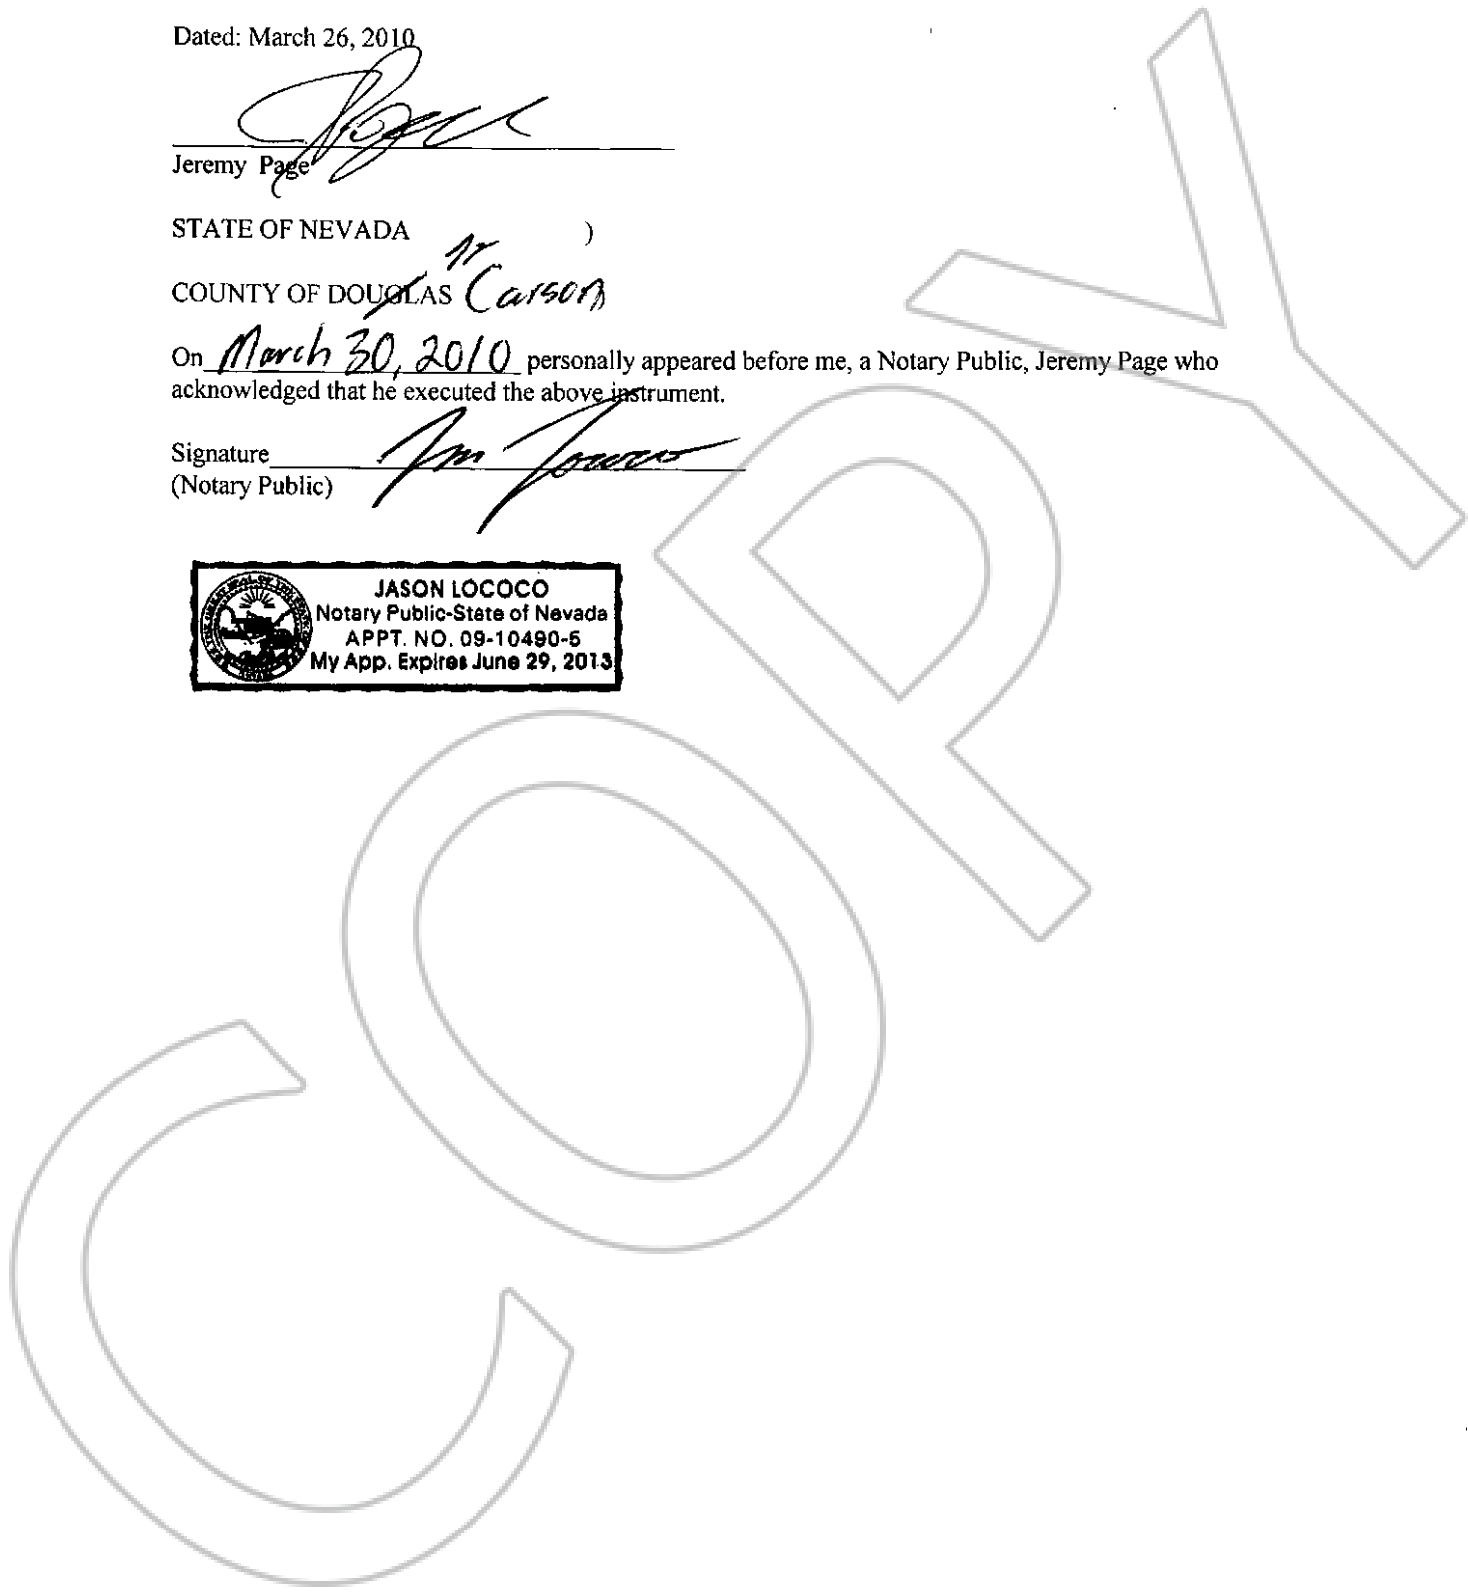 Dated: March 26, 2010
Jeremy Page
STATE OF NEVADA )
COUNTY OF DOUGLAS Carson
On March 30, 2010 personally appeared before me, a Notary Public, Jeremy Page who
acknowledged that he executed the above instrument.
Signature
(Notary Public)
JASON LOCOCO
Notary Public-State of Nevada
APPT. NO. 09-10490-5
My App. Expires June 29, 2013
COPY